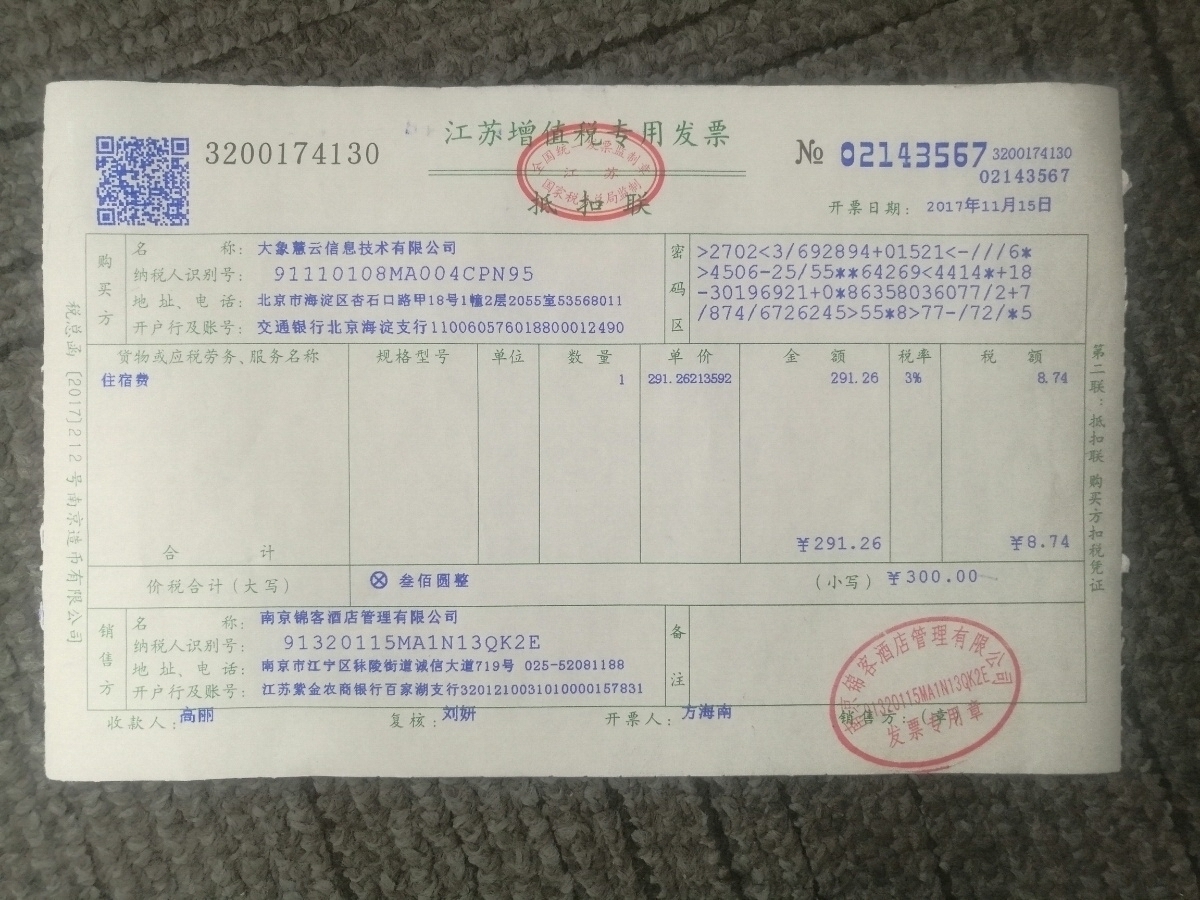 3200174130
江苏增值税专用发票
抵扣联
№ 02143567
3200174130
02143567
开票日期: 2017年11月15日
税总函[2017]212号南京造币有限公司
购买方
名 称: 大象慧云信息技术有限公司
纳税人识别号: 91110108MA004CPN95
地址、电话: 北京市海淀区杏石口路甲18号1幢2层2055室53568011
开户行及账号: 交通银行北京海淀支行110060576018800012490
密码区
>2702<3/692894+01521<-///6*
>4506-25/55**64269<4414*+18
-30196921+0*86358036077/2+7
/874/6726245>55*8>77-/72/*5
货物或应税劳务、服务名称 规格型号 单位 数量 单价 金额 税率 税额
住宿费 1 291.26213592 291.26 3% 8.74
合计 ¥291.26 ¥8.74
价税合计(大写) ⊗ 叁佰圆整 (小写) ¥300.00
销售方
名 称: 南京锦客酒店管理有限公司
纳税人识别号: 91320115MA1N13QK2E
地址、电话: 南京市江宁区秣陵街道诚信大道719号 025-52081188
开户行及账号: 江苏紫金农商银行百家湖支行3201210031010000157831
备注
收款人: 高丽 复核: 刘妍 开票人: 方海南 销售方:(章)
第二联:抵扣联 购买方扣税凭证
南京锦客酒店管理有限公司
91320115MA1N13QK2E
发票专用章